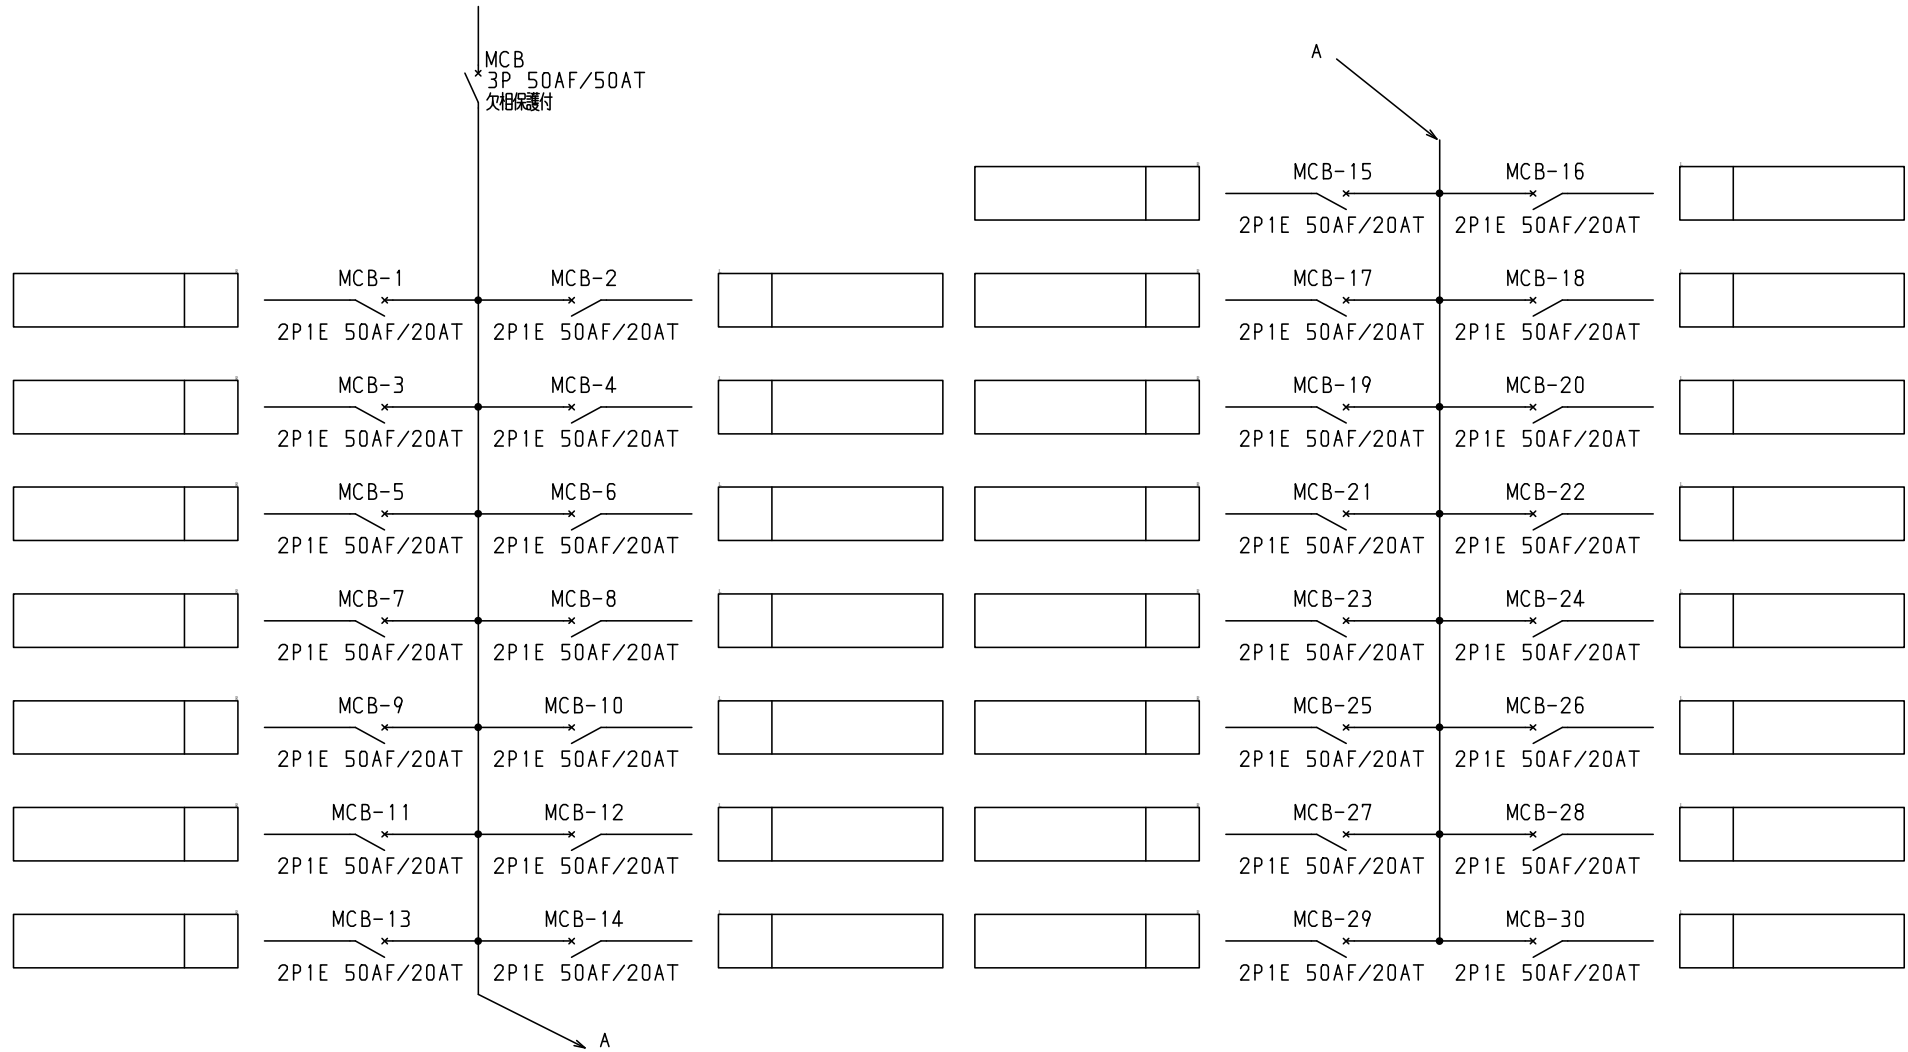 MCB
3P 50AF/50AT
欠相保護付
MCB-1 MCB-2
2P1E 50AF/20AT 2P1E 50AF/20AT
MCB-3 MCB-4
2P1E 50AF/20AT 2P1E 50AF/20AT
MCB-5 MCB-6
2P1E 50AF/20AT 2P1E 50AF/20AT
MCB-7 MCB-8
2P1E 50AF/20AT 2P1E 50AF/20AT
MCB-9 MCB-10
2P1E 50AF/20AT 2P1E 50AF/20AT
MCB-11 MCB-12
2P1E 50AF/20AT 2P1E 50AF/20AT
MCB-13 MCB-14
2P1E 50AF/20AT 2P1E 50AF/20AT
A
A
MCB-15 MCB-16
2P1E 50AF/20AT 2P1E 50AF/20AT
MCB-17 MCB-18
2P1E 50AF/20AT 2P1E 50AF/20AT
MCB-19 MCB-20
2P1E 50AF/20AT 2P1E 50AF/20AT
MCB-21 MCB-22
2P1E 50AF/20AT 2P1E 50AF/20AT
MCB-23 MCB-24
2P1E 50AF/20AT 2P1E 50AF/20AT
MCB-25 MCB-26
2P1E 50AF/20AT 2P1E 50AF/20AT
MCB-27 MCB-28
2P1E 50AF/20AT 2P1E 50AF/20AT
MCB-29 MCB-30
2P1E 50AF/20AT 2P1E 50AF/20AT